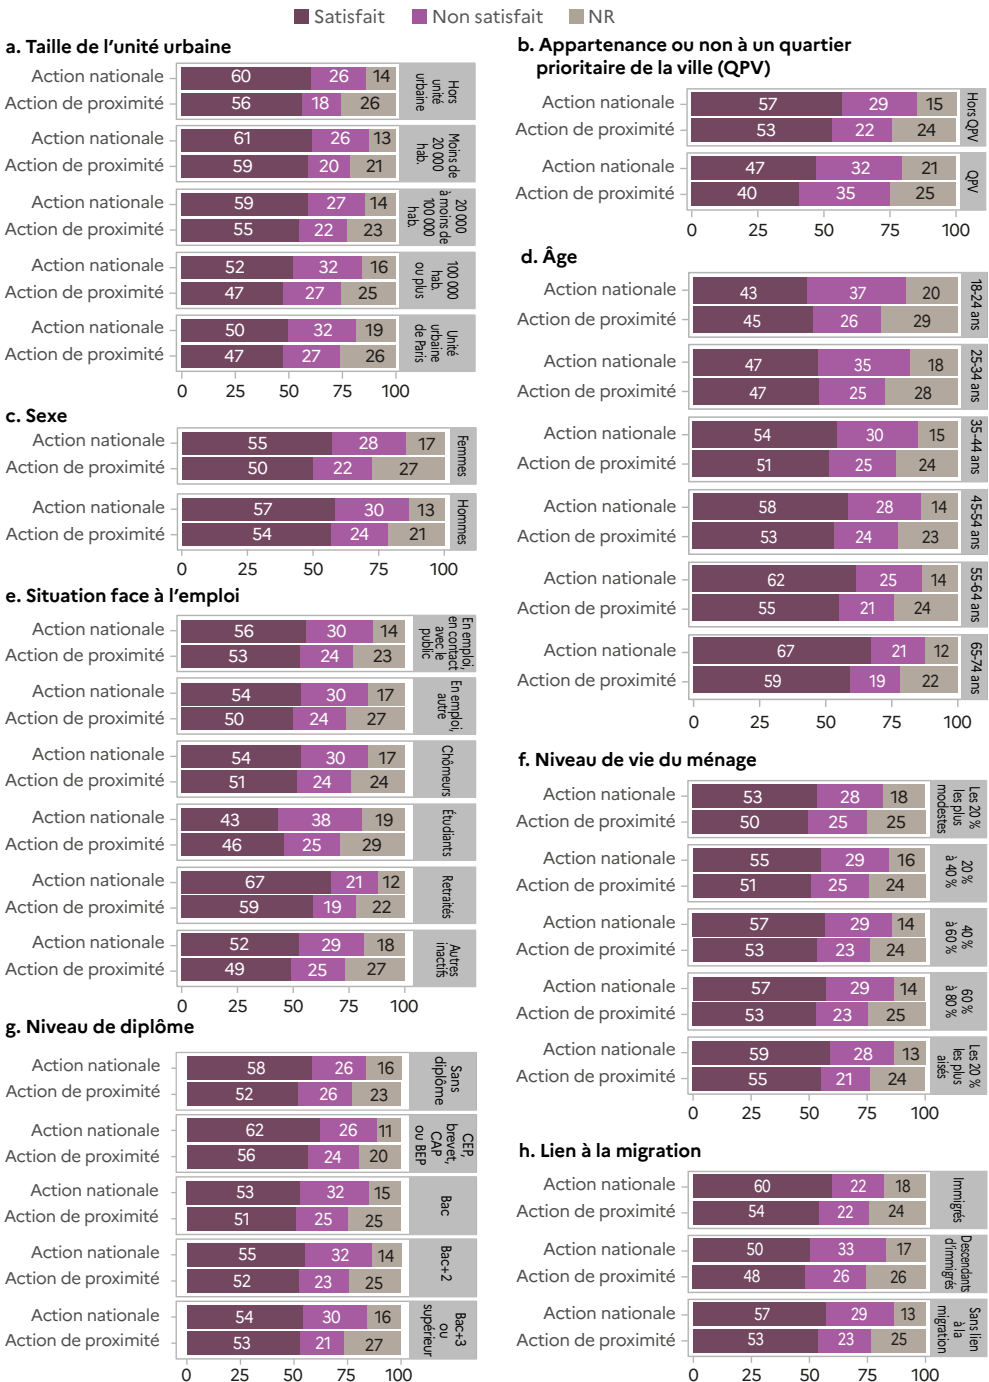 Satisfait Non satisfait NR
a. Taille de l’unité urbaine
Action nationale 60 26 14
Action de proximité 56 18 26
Hors
unité
urbaine
Action nationale 61 26 13
Action de proximité 59 20 21
Moins de
20 000
hab.
Action nationale 59 27 14
Action de proximité 55 22 23
20 000
à moins de
100 000
hab.
Action nationale 52 32 16
Action de proximité 47 27 25
100 000
hab.
ou plus
Action nationale 50 32 19
Action de proximité 47 27 26
Unité
urbaine
de Paris
0 25 50 75 100
b. Appartenance ou non à un quartier
prioritaire de la ville (QPV)
Action nationale 57 29 15
Action de proximité 53 22 24
Hors QPV
Action nationale 47 32 21
Action de proximité 40 35 25
QPV
0 25 50 75 100
c. Sexe
Action nationale 55 28 17
Action de proximité 50 22 27
Femmes
Action nationale 57 30 13
Action de proximité 54 24 21
Hommes
0 25 50 75 100
d. Âge
Action nationale 43 37 20
Action de proximité 45 26 29
18-24 ans
Action nationale 47 35 18
Action de proximité 47 25 28
25-34 ans
Action nationale 54 30 15
Action de proximité 51 25 24
35-44 ans
Action nationale 58 28 14
Action de proximité 53 24 23
45-54 ans
Action nationale 62 25 14
Action de proximité 55 21 24
55-64 ans
Action nationale 67 21 12
Action de proximité 59 19 22
65-74 ans
0 25 50 75 100
e. Situation face à l’emploi
Action nationale 56 30 14
Action de proximité 53 24 23
En emploi,
en contact
avec le
public
Action nationale 54 30 17
Action de proximité 50 24 27
En emploi,
autre
Action nationale 54 30 17
Action de proximité 51 24 24
Chômeurs
Action nationale 43 38 19
Action de proximité 46 25 29
Étudiants
Action nationale 67 21 12
Action de proximité 59 19 22
Retraités
Action nationale 52 29 18
Action de proximité 49 25 27
Autres
inactifs
0 25 50 75 100
f. Niveau de vie du ménage
Action nationale 53 28 18
Action de proximité 50 25 25
Les 20 %
les plus
modestes
Action nationale 55 29 16
Action de proximité 51 25 24
20 %
à 40 %
Action nationale 57 29 14
Action de proximité 53 23 24
40 %
à 60 %
Action nationale 57 29 14
Action de proximité 53 23 25
60 %
à 80 %
Action nationale 59 28 13
Action de proximité 55 21 24
Les 20 %
les plus
aisés
0 25 50 75 100
g. Niveau de diplôme
Action nationale 58 26 16
Action de proximité 52 26 23
Sans
diplôme
Action nationale 62 26 11
Action de proximité 56 24 20
CEP,
brevet,
CAP
ou BEP
Action nationale 53 32 15
Action de proximité 51 25 25
Bac
Action nationale 55 32 14
Action de proximité 52 23 25
Bac+2
Action nationale 54 30 16
Action de proximité 53 21 27
Bac+3
ou
supérieur
0 25 50 75 100
h. Lien à la migration
Action nationale 60 22 18
Action de proximité 54 22 24
Immigrés
Action nationale 50 33 17
Action de proximité 48 26 26
Descendants
d’immigrés
Action nationale 57 29 13
Action de proximité 53 23 25
Sans lien
à la
migration
0 25 50 75 100